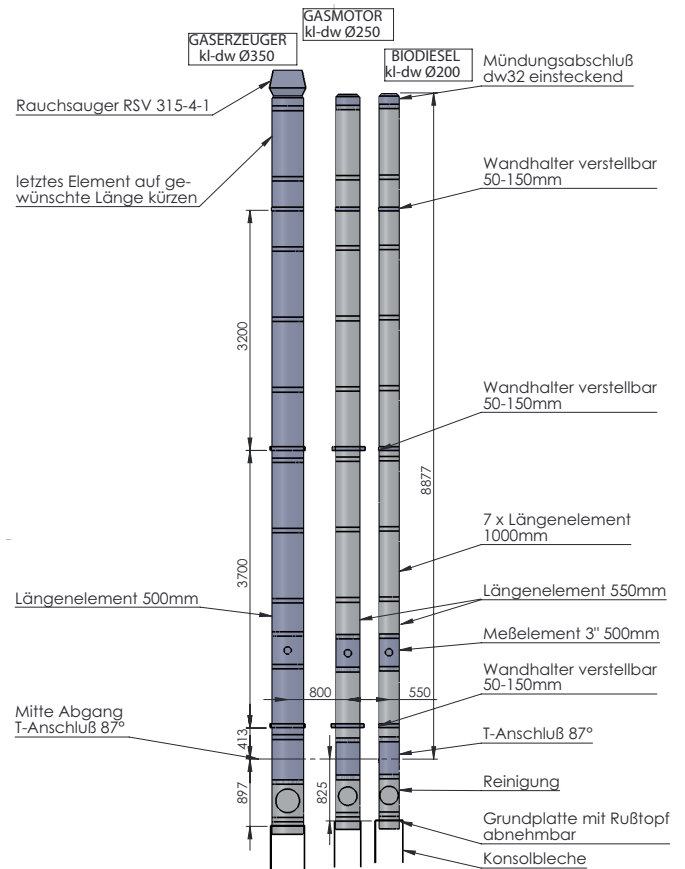 GASERZEUGER
kl-dw Ø350
GASMOTOR
kl-dw Ø250
BIODIESEL
kl-dw Ø200
Mündungsabschluß
dw32 einsteckend
Rauchsauger RSV 315-4-1
letztes Element auf ge-
wünschte Länge kürzen
Wandhalter verstellbar
50-150mm
3200
Wandhalter verstellbar
50-150mm
8877
3700
7 x Längenelement
1000mm
Längenelement 500mm
Längenelement 550mm
Meßelement 3" 500mm
Wandhalter verstellbar
50-150mm
800
550
Mitte Abgang
T-Anschluß 87°
413
T-Anschluß 87°
897
825
Reinigung
Grundplatte mit Rußtopf
abnehmbar
Konsolbleche